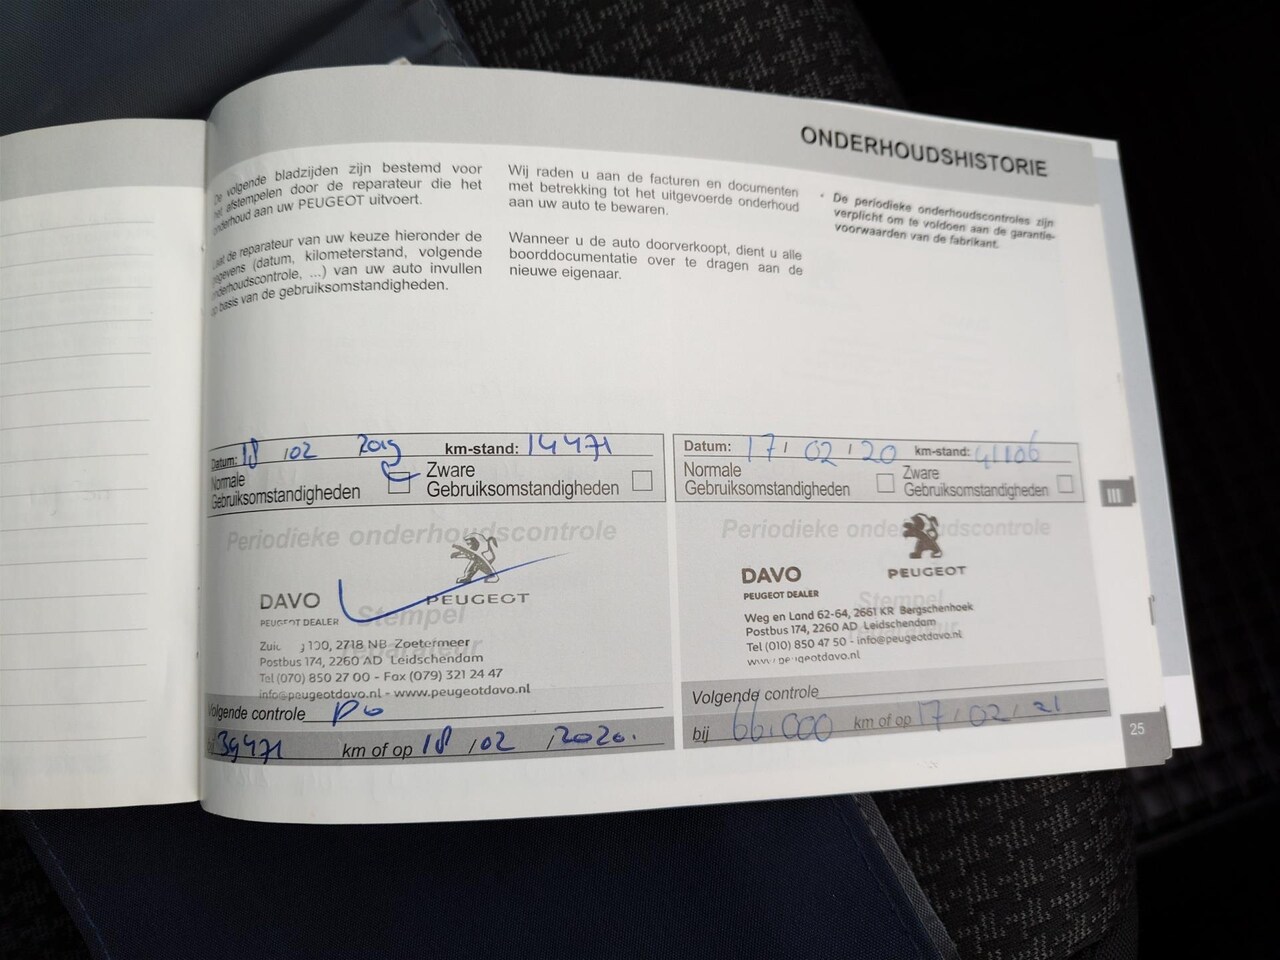 ONDERHOUDSHISTORIE
De volgende bladzijden zijn bestemd voor
het afstempelen door de reparateur die het
onderhoud aan uw PEUGEOT uitvoert.
Laat de reparateur van uw keuze hieronder de
gegevens (datum, kilometerstand, volgende
onderhoudscontrole, ...) van uw auto invullen
op basis van de gebruiksomstandigheden.
Wij raden u aan de facturen en documenten
met betrekking tot het uitgevoerde onderhoud
aan uw auto te bewaren.
Wanneer u de auto doorverkoopt, dient u alle
boorddocumentatie over te dragen aan de
nieuwe eigenaar.
• De periodieke onderhoudscontroles zijn
verplicht om te voldoen aan de garantie-
voorwaarden van de fabrikant.
Datum: 18 / 02 2019 km-stand: 14471
Normale
Gebruiksomstandigheden
Zware
Gebruiksomstandigheden
Periodieke onderhoudscontrole
DAVO
PEUGEOT DEALER
PEUGEOT
Stempel
reparateur
100, 2718 NB Zoetermeer
Postbus 174, 2260 AD Leidschendam
Tel (070) 850 27 00 - Fax (079) 321 24 47
info@peugeotdavo.nl - www.peugeotdavo.nl
Volgende controle
bij 39471 km of op 18 / 02 / 2020.
Datum: 17 / 02 / 20 km-stand: 41106
Normale
Gebruiksomstandigheden
Zware
Gebruiksomstandigheden
Periodieke onderhoudscontrole
DAVO
PEUGEOT DEALER
PEUGEOT
Stempel
Weg en Land 62-64, 2661 KR Bergschenhoek
Postbus 174, 2260 AD Leidschendam
Tel (010) 850 47 50 - info@peugeotdavo.nl
www.peugeotdavo.nl
Volgende controle
bij 66.000 km of op 17 / 02 / 21
III
25